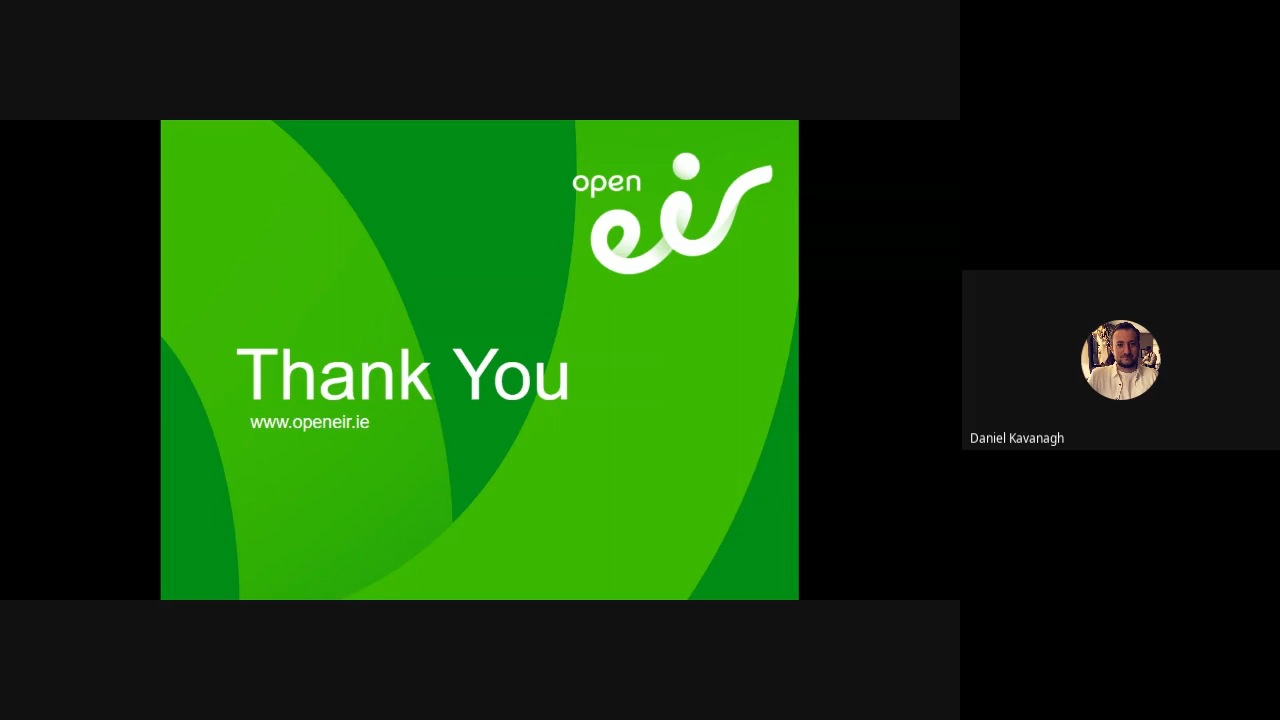 open
eir
Thank You
www.openeir.ie
Daniel Kavanagh